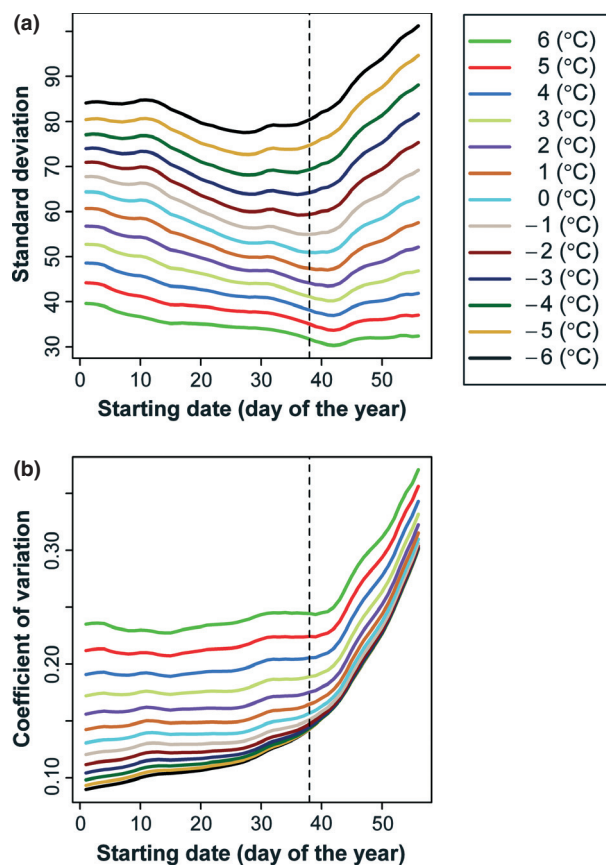 (a)
Standard deviation
30 40 50 60 70 80 90
0 10 20 30 40 50
Starting date (day of the year)
6 (°C)
5 (°C)
4 (°C)
3 (°C)
2 (°C)
1 (°C)
0 (°C)
−1 (°C)
−2 (°C)
−3 (°C)
−4 (°C)
−5 (°C)
−6 (°C)
(b)
Coefficient of variation
0.10 0.20 0.30
0 10 20 30 40 50
Starting date (day of the year)